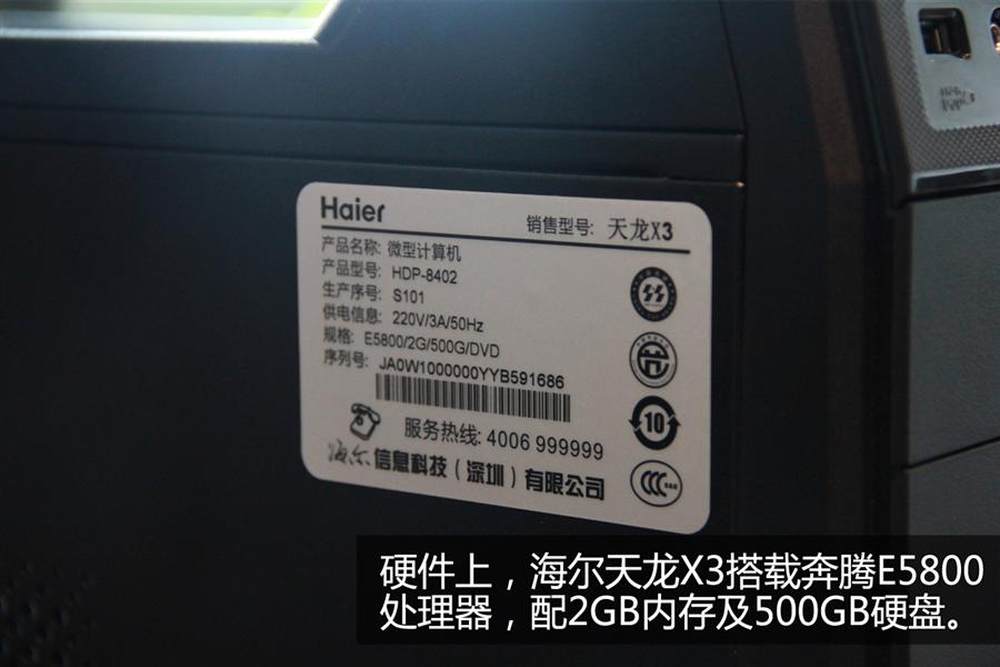 Haier
销售型号: 天龙X3
产品名称: 微型计算机
产品型号: HDP-8402
生产序号: S101
供电信息: 220V/3A/50Hz
规格: E5800/2G/500G/DVD
序列号: JA0W1000000YYB591686
10
服务热线: 4006 999999
海尔信息科技（深圳）有限公司
硬件上，海尔天龙X3搭载奔腾E5800
处理器，配2GB内存及500GB硬盘。